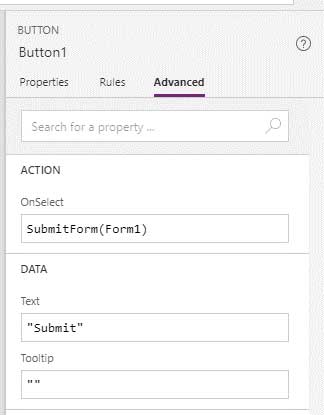 BUTTON
Button1
?
Properties Rules Advanced
Search for a property ...
ACTION
OnSelect
SubmitForm(Form1)
DATA
Text
"Submit"
Tooltip
""